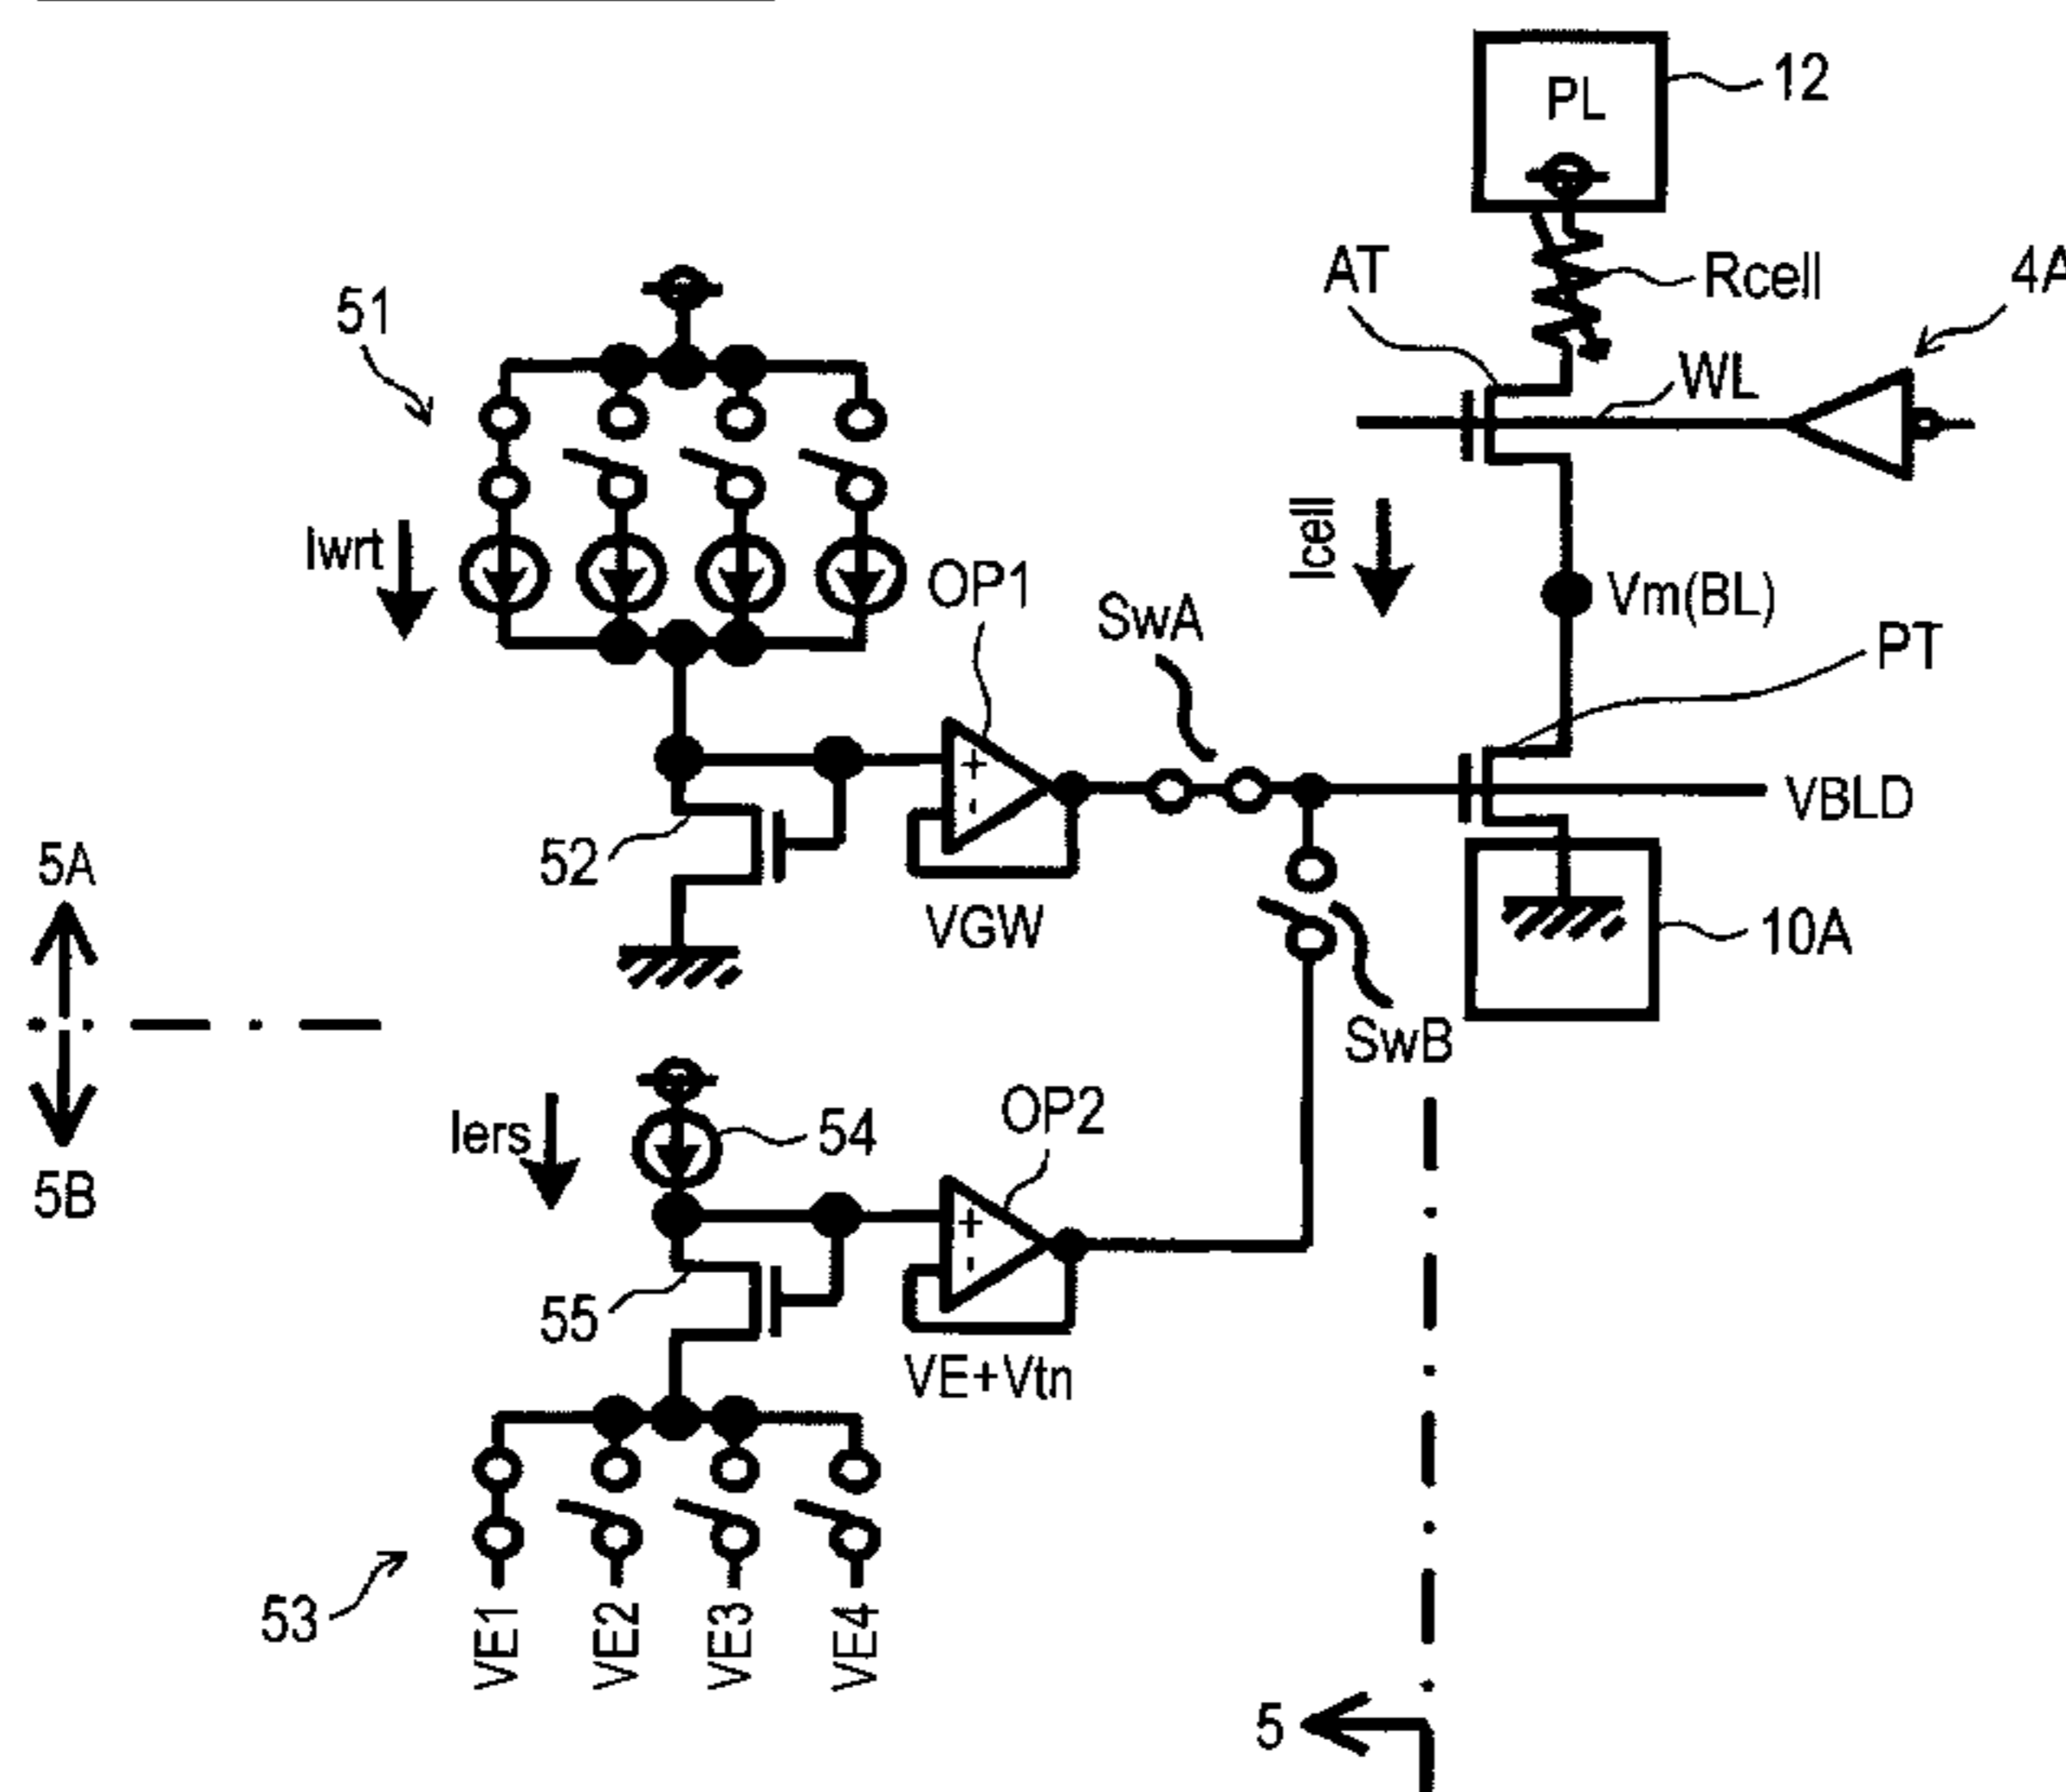 PL
12
AT
Rcell
4A
51
WL
Iwrt
OP1
Icell
SwA
Vm(BL)
PT
+
-
52
VGW
VBLD
5A
10A
SwB
5B
Iers
54
OP2
+
-
55
VE+Vtn
53
VE1
VE2
VE3
VE4
5